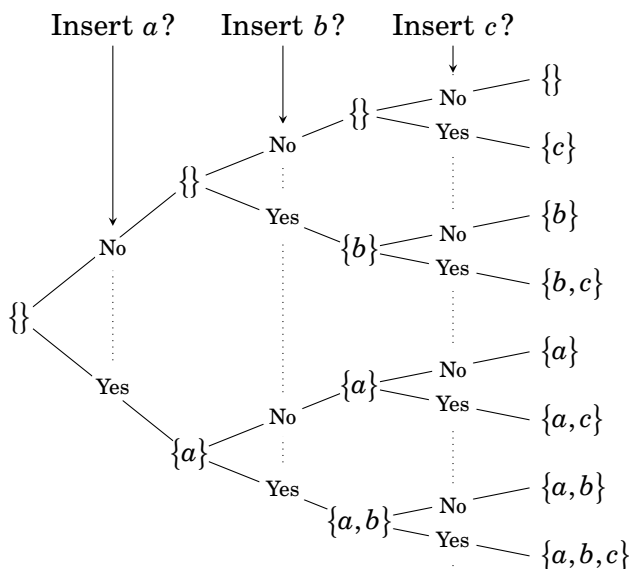 Insert a? Insert b? Insert c?
{}
No
{}
No
Yes
{c}
{}
Yes
{b}
No
{b}
No
Yes
{b, c}
{}
{a}
No
{a}
Yes
No
Yes
{a, c}
{a}
{a, b}
Yes
No
{a, b}
Yes
{a, b, c}